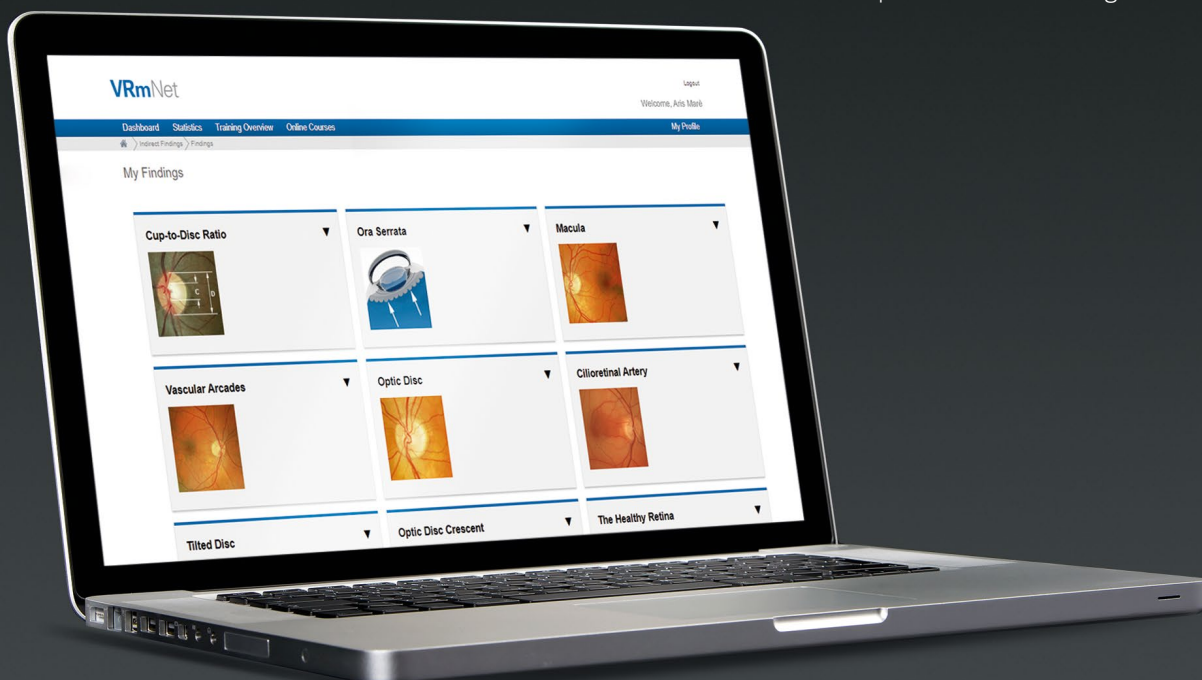 VRmNet
Logout
Welcome, Aris Maré
Dashboard Statistics Training Overview Online Courses My Profile
Indirect Findings Findings
My Findings
Cup-to-Disc Ratio
C D
Ora Serrata
Macula
Vascular Arcades
Optic Disc
Cilioretinal Artery
Tilted Disc
Optic Disc Crescent
The Healthy Retina